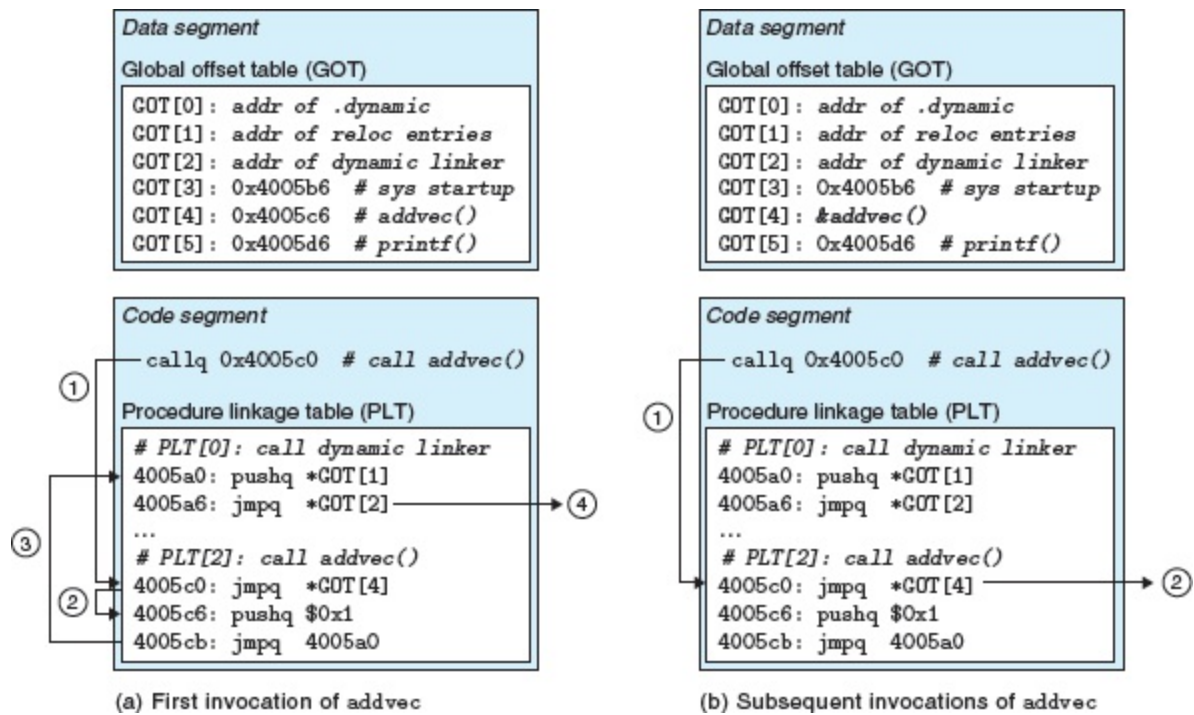 Data segment
Global offset table (GOT)
GOT[0]: addr of .dynamic
GOT[1]: addr of reloc entries
GOT[2]: addr of dynamic linker
GOT[3]: 0x4005b6 # sys startup
GOT[4]: 0x4005c6 # addvec()
GOT[5]: 0x4005d6 # printf()
Code segment
callq 0x4005c0 # call addvec()
①
Procedure linkage table (PLT)
# PLT[0]: call dynamic linker
4005a0: pushq *GOT[1]
4005a6: jmpq *GOT[2]
④
③
...
# PLT[2]: call addvec()
4005c0: jmpq *GOT[4]
②
4005c6: pushq $0x1
4005cb: jmpq 4005a0
(a) First invocation of addvec
Data segment
Global offset table (GOT)
GOT[0]: addr of .dynamic
GOT[1]: addr of reloc entries
GOT[2]: addr of dynamic linker
GOT[3]: 0x4005b6 # sys startup
GOT[4]: &addvec()
GOT[5]: 0x4005d6 # printf()
Code segment
callq 0x4005c0 # call addvec()
①
Procedure linkage table (PLT)
# PLT[0]: call dynamic linker
4005a0: pushq *GOT[1]
4005a6: jmpq *GOT[2]
...
# PLT[2]: call addvec()
4005c0: jmpq *GOT[4]
②
4005c6: pushq $0x1
4005cb: jmpq 4005a0
(b) Subsequent invocations of addvec